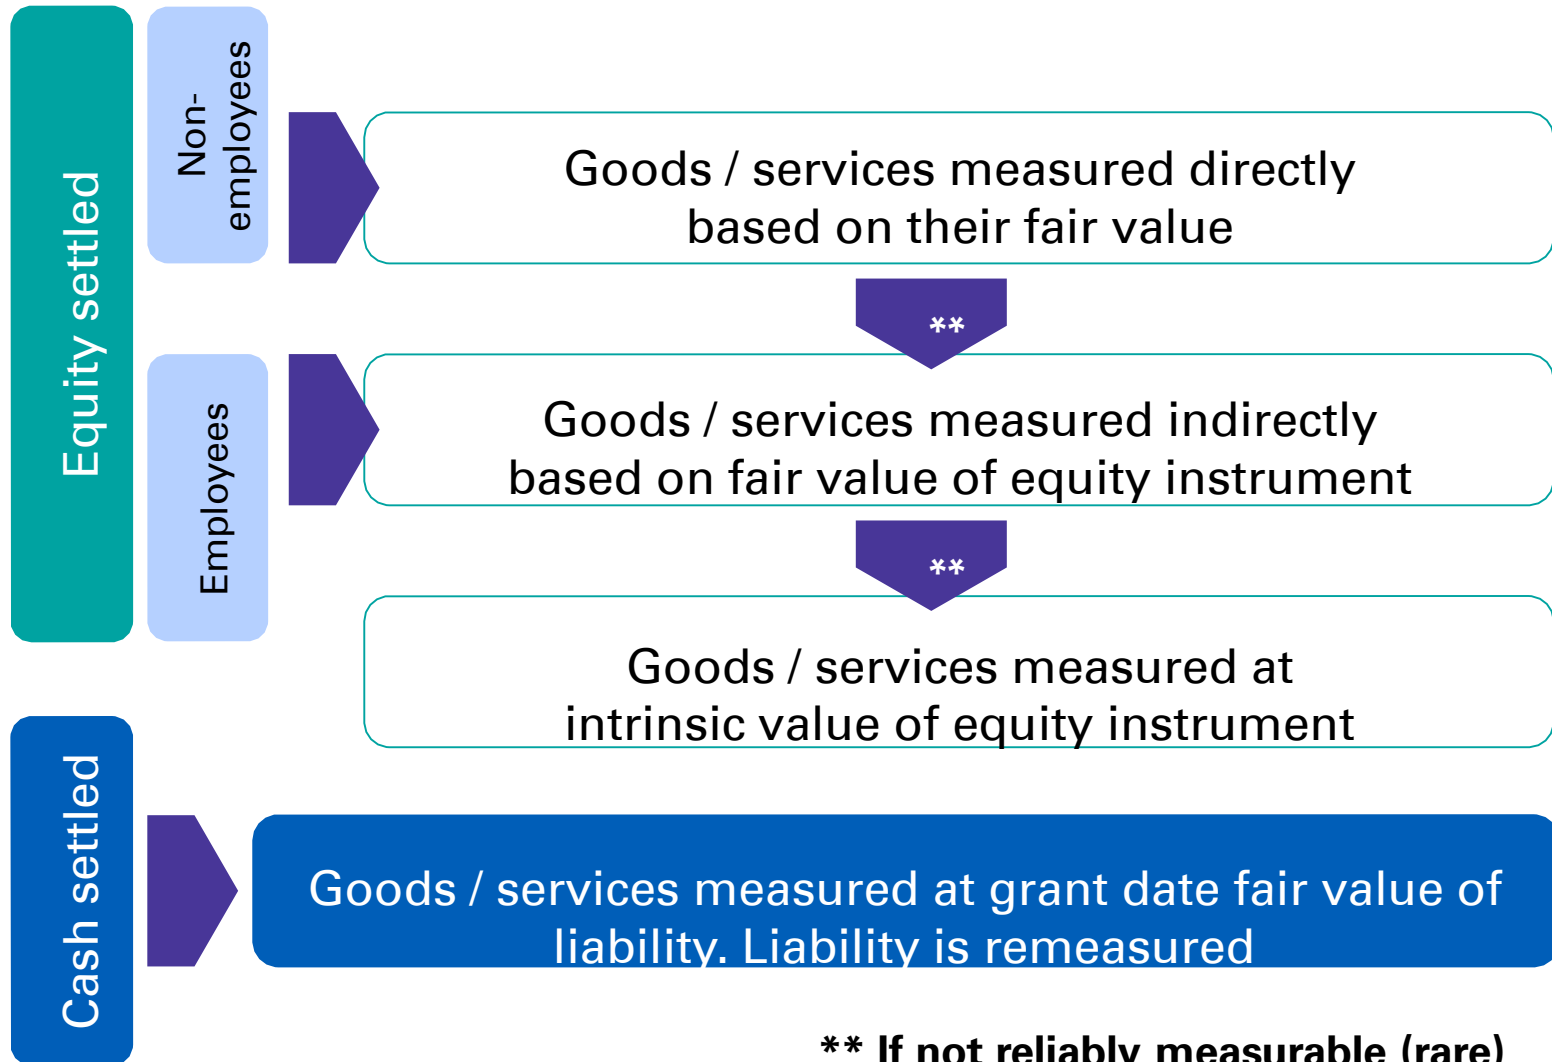 Equity settled
Non-
employees
Goods / services measured directly
based on their fair value
**
Employees
Goods / services measured indirectly
based on fair value of equity instrument
**
Goods / services measured at
intrinsic value of equity instrument
Cash settled
Goods / services measured at grant date fair value of
liability. Liability is remeasured
** If not reliably measurable (rare)